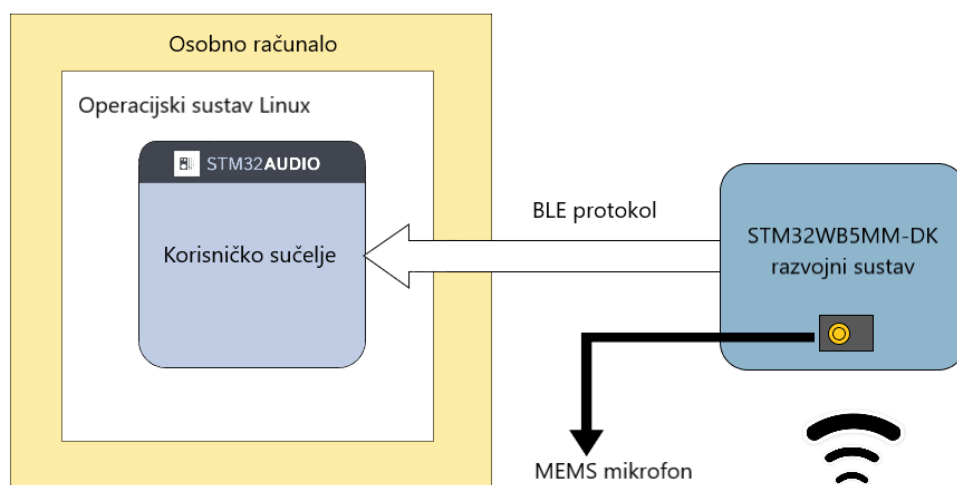 Osobno računalo
Operacijski sustav Linux
STM32AUDIO
Korisničko sučelje
BLE protokol
STM32WB5MM-DK
razvojni sustav
MEMS mikrofon